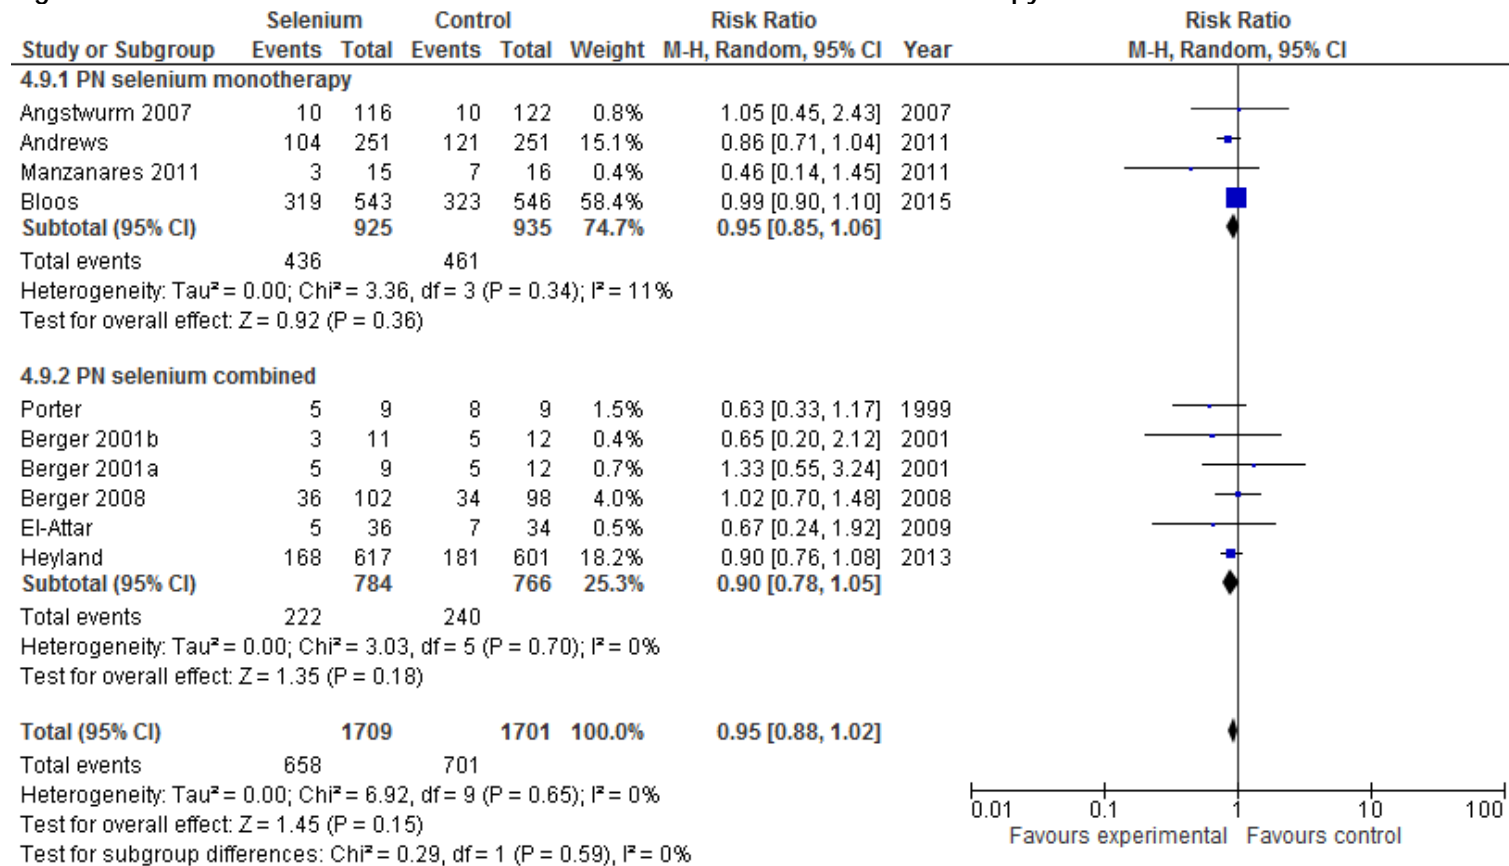 Selenium Control Risk Ratio Risk Ratio
Study or Subgroup Events Total Events Total Weight M-H, Random, 95% CI Year M-H, Random, 95% CI
4.9.1 PN selenium monotherapy
Angstwurm 2007 10 116 10 122 0.8% 1.05 [0.45, 2.43] 2007
Andrews 104 251 121 251 15.1% 0.86 [0.71, 1.04] 2011
Manzanares 2011 3 15 7 16 0.4% 0.46 [0.14, 1.45] 2011
Bloos 319 543 323 546 58.4% 0.99 [0.90, 1.10] 2015
Subtotal (95% CI) 925 935 74.7% 0.95 [0.85, 1.06]
Total events 436 461
Heterogeneity: Tau² = 0.00; Chi² = 3.36, df = 3 (P = 0.34); I² = 11%
Test for overall effect: Z = 0.92 (P = 0.36)
4.9.2 PN selenium combined
Porter 5 9 8 9 1.5% 0.63 [0.33, 1.17] 1999
Berger 2001b 3 11 5 12 0.4% 0.65 [0.20, 2.12] 2001
Berger 2001a 5 9 5 12 0.7% 1.33 [0.55, 3.24] 2001
Berger 2008 36 102 34 98 4.0% 1.02 [0.70, 1.48] 2008
El-Attar 5 36 7 34 0.5% 0.67 [0.24, 1.92] 2009
Heyland 168 617 181 601 18.2% 0.90 [0.76, 1.08] 2013
Subtotal (95% CI) 784 766 25.3% 0.90 [0.78, 1.05]
Total events 222 240
Heterogeneity: Tau² = 0.00; Chi² = 3.03, df = 5 (P = 0.70); I² = 0%
Test for overall effect: Z = 1.35 (P = 0.18)
Total (95% CI) 1709 1701 100.0% 0.95 [0.88, 1.02]
Total events 658 701
Heterogeneity: Tau² = 0.00; Chi² = 6.92, df = 9 (P = 0.65); I² = 0%
Test for overall effect: Z = 1.45 (P = 0.15)
Test for subgroup differences: Chi² = 0.29, df = 1 (P = 0.59), I² = 0%
0.01 0.1 1 10 100
Favours experimental Favours control